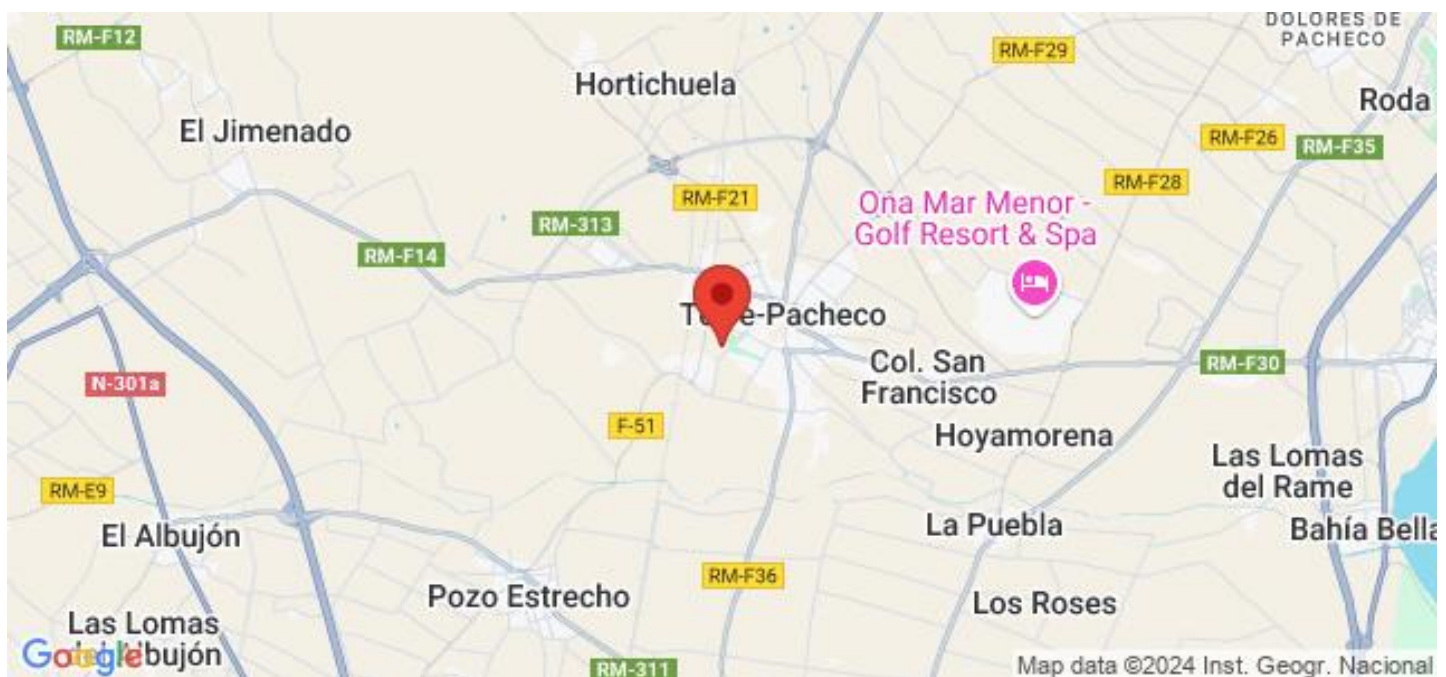 RM-F12
DOLORES DE
PACHECO
RM-F29
Hortichuela
Roda
El Jimenado
RM-F26
RM-F35
RM-F28
RM-F21
Oña Mar Menor -
Golf Resort & Spa
RM-313
RM-F14
-Pacheco
Col. San
Francisco
RM-F30
N-301a
F-51
Hoyamorena
Las Lomas
del Rame
RM-E9
El Albujón
La Puebla
Bahía Bella
RM-F36
Pozo Estrecho
Los Roses
Las Lomas
Google
RM-311
Map data ©2024 Inst. Geogr. Nacional